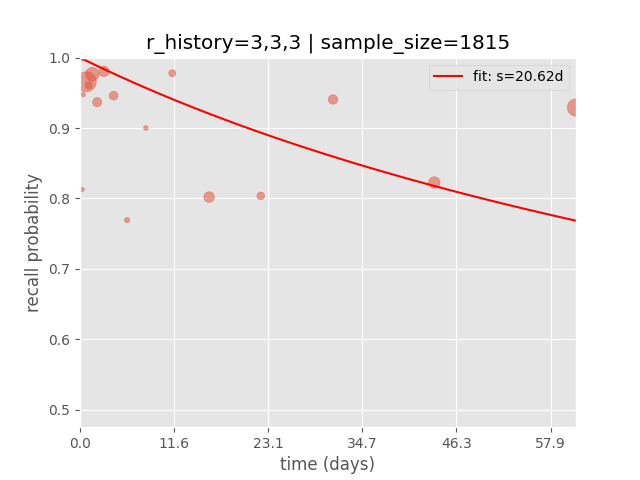 r_history=3,3,3 | sample_size=1815
fit: s=20.62d
recall probability
1.0
0.9
0.8
0.7
0.6
0.5
0.0 11.6 23.1 34.7 46.3 57.9
time (days)